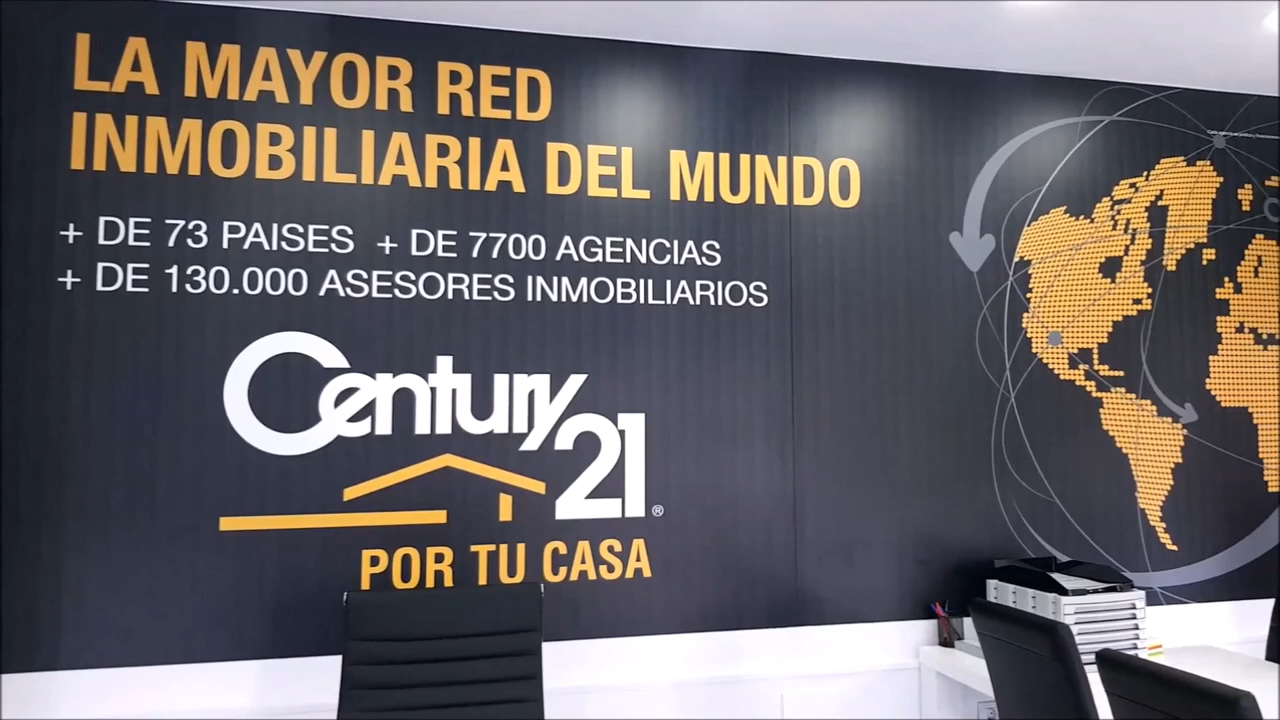 LA MAYOR RED
INMOBILIARIA DEL MUNDO
+ DE 73 PAISES + DE 7700 AGENCIAS
+ DE 130.000 ASESORES INMOBILIARIOS
Century 21®
POR TU CASA